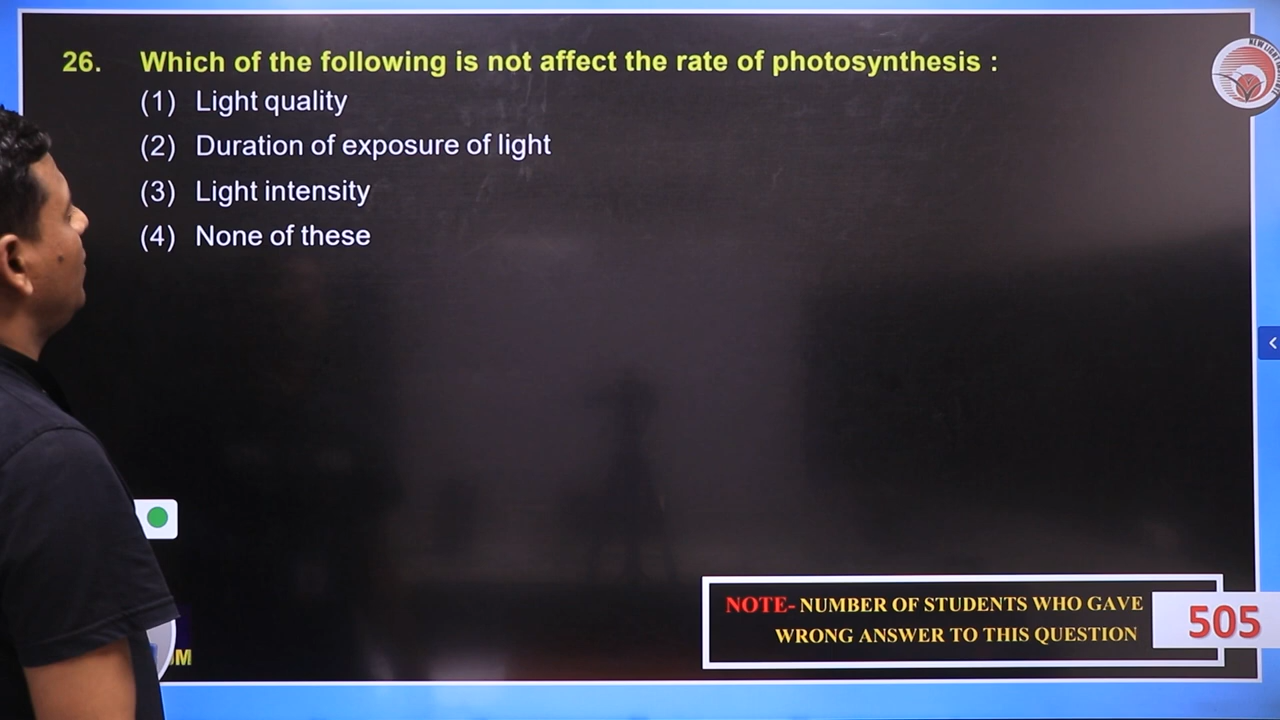 26. Which of the following is not affect the rate of photosynthesis :
(1) Light quality
(2) Duration of exposure of light
(3) Light intensity
(4) None of these
NOTE- NUMBER OF STUDENTS WHO GAVE
WRONG ANSWER TO THIS QUESTION
505